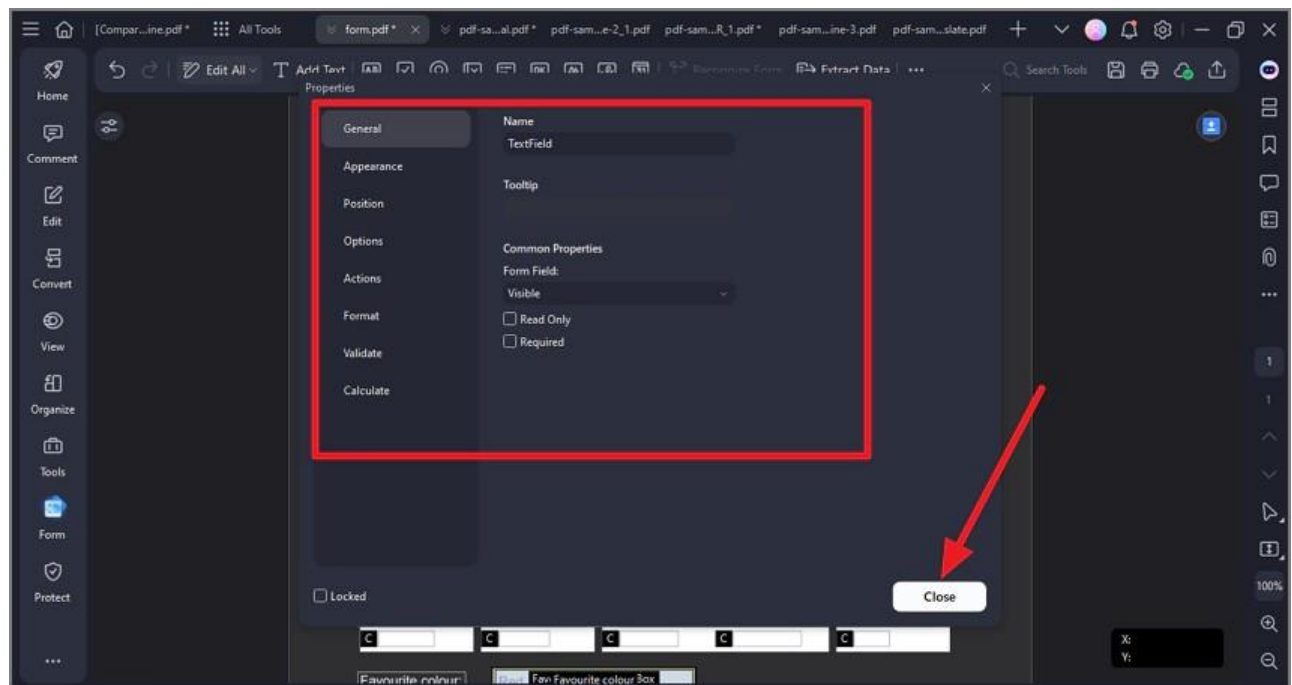 [Compar...ine.pdf * All Tools form.pdf * pdf-sa...al.pdf * pdf-sam...e-2_1.pdf pdf-sam...R_1.pdf * pdf-sam...ine-3.pdf pdf-sam...slate.pdf
Edit All Add Text Recognize Form Extract Data Search Tools
Home
Comment
Edit
Convert
View
Organize
Tools
Form
Protect
Properties
General
Appearance
Position
Options
Actions
Format
Validate
Calculate
Name
TextField
Tooltip
Common Properties
Form Field:
Visible
Read Only
Required
Locked
Close
C C C C C
Favourite colour: Red Favourite colour Box
1
1
100%
X:
Y: